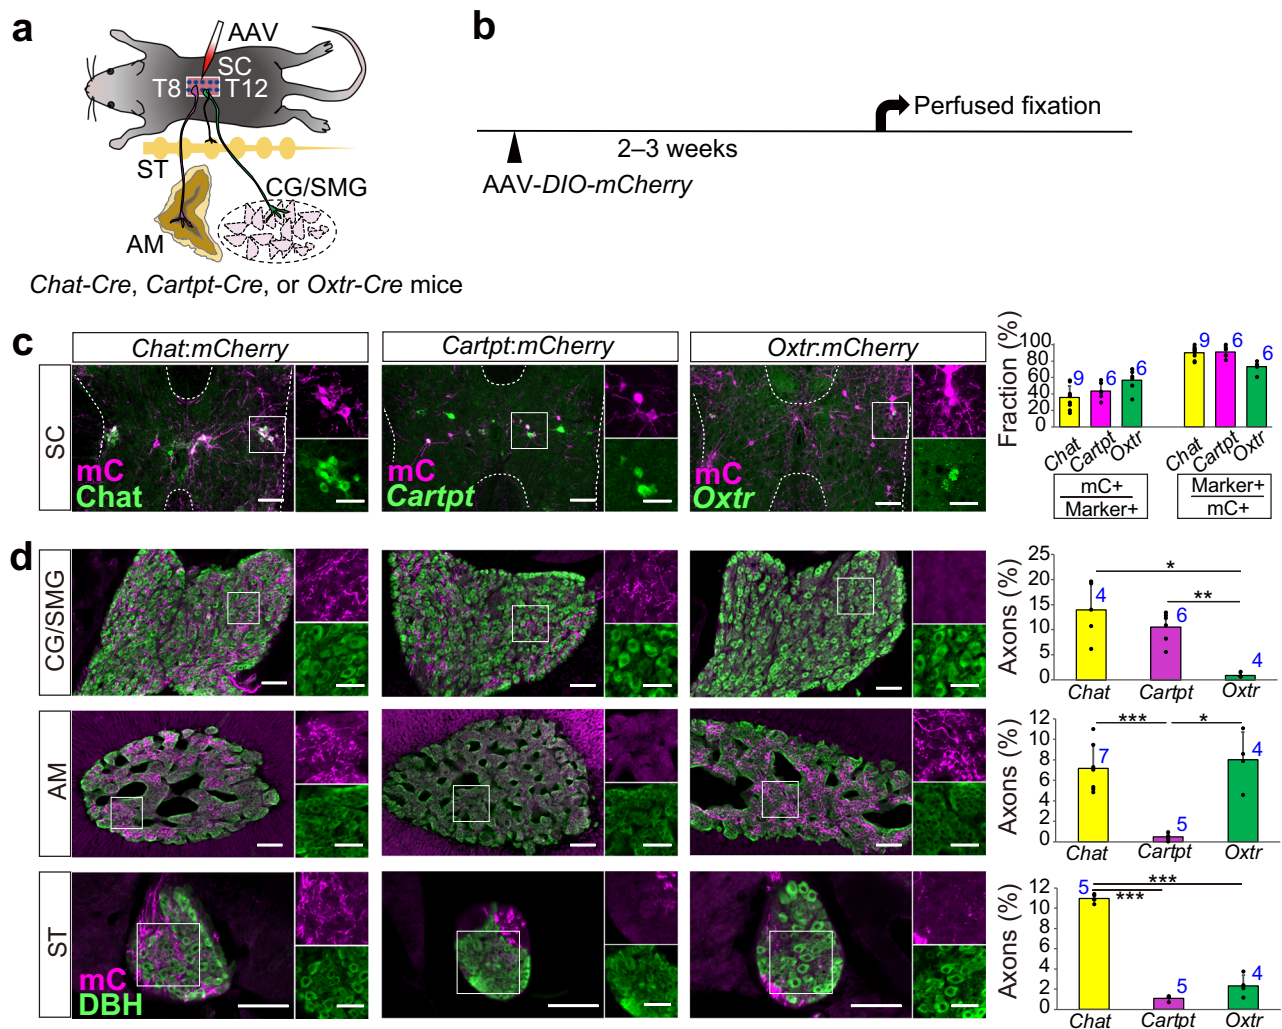 a
AAV
SC
T8
T12
ST
CG/SMG
AM
Chat-Cre, Cartpt-Cre, or Oxtr-Cre mice
b
Perfused fixation
2–3 weeks
AAV-DIO-mCherry
c
Chat:mCherry
Cartpt:mCherry
Oxtr:mCherry
SC
mC
Chat
mC
Cartpt
mC
Oxtr
Fraction (%)
100
80
60
40
20
0
9
6
6
9
6
6
Chat
Cartpt
Oxtr
Chat
Cartpt
Oxtr
mC+
Marker+
Marker+
mC+
d
CG/SMG
Axons (%)
25
20
15
10
5
0
*
**
4
6
4
Chat
Cartpt
Oxtr
AM
Axons (%)
12
10
8
6
4
2
0
***
*
7
5
4
Chat
Cartpt
Oxtr
ST
mC
DBH
Axons (%)
12
10
8
6
4
2
0
***
***
5
5
4
Chat
Cartpt
Oxtr